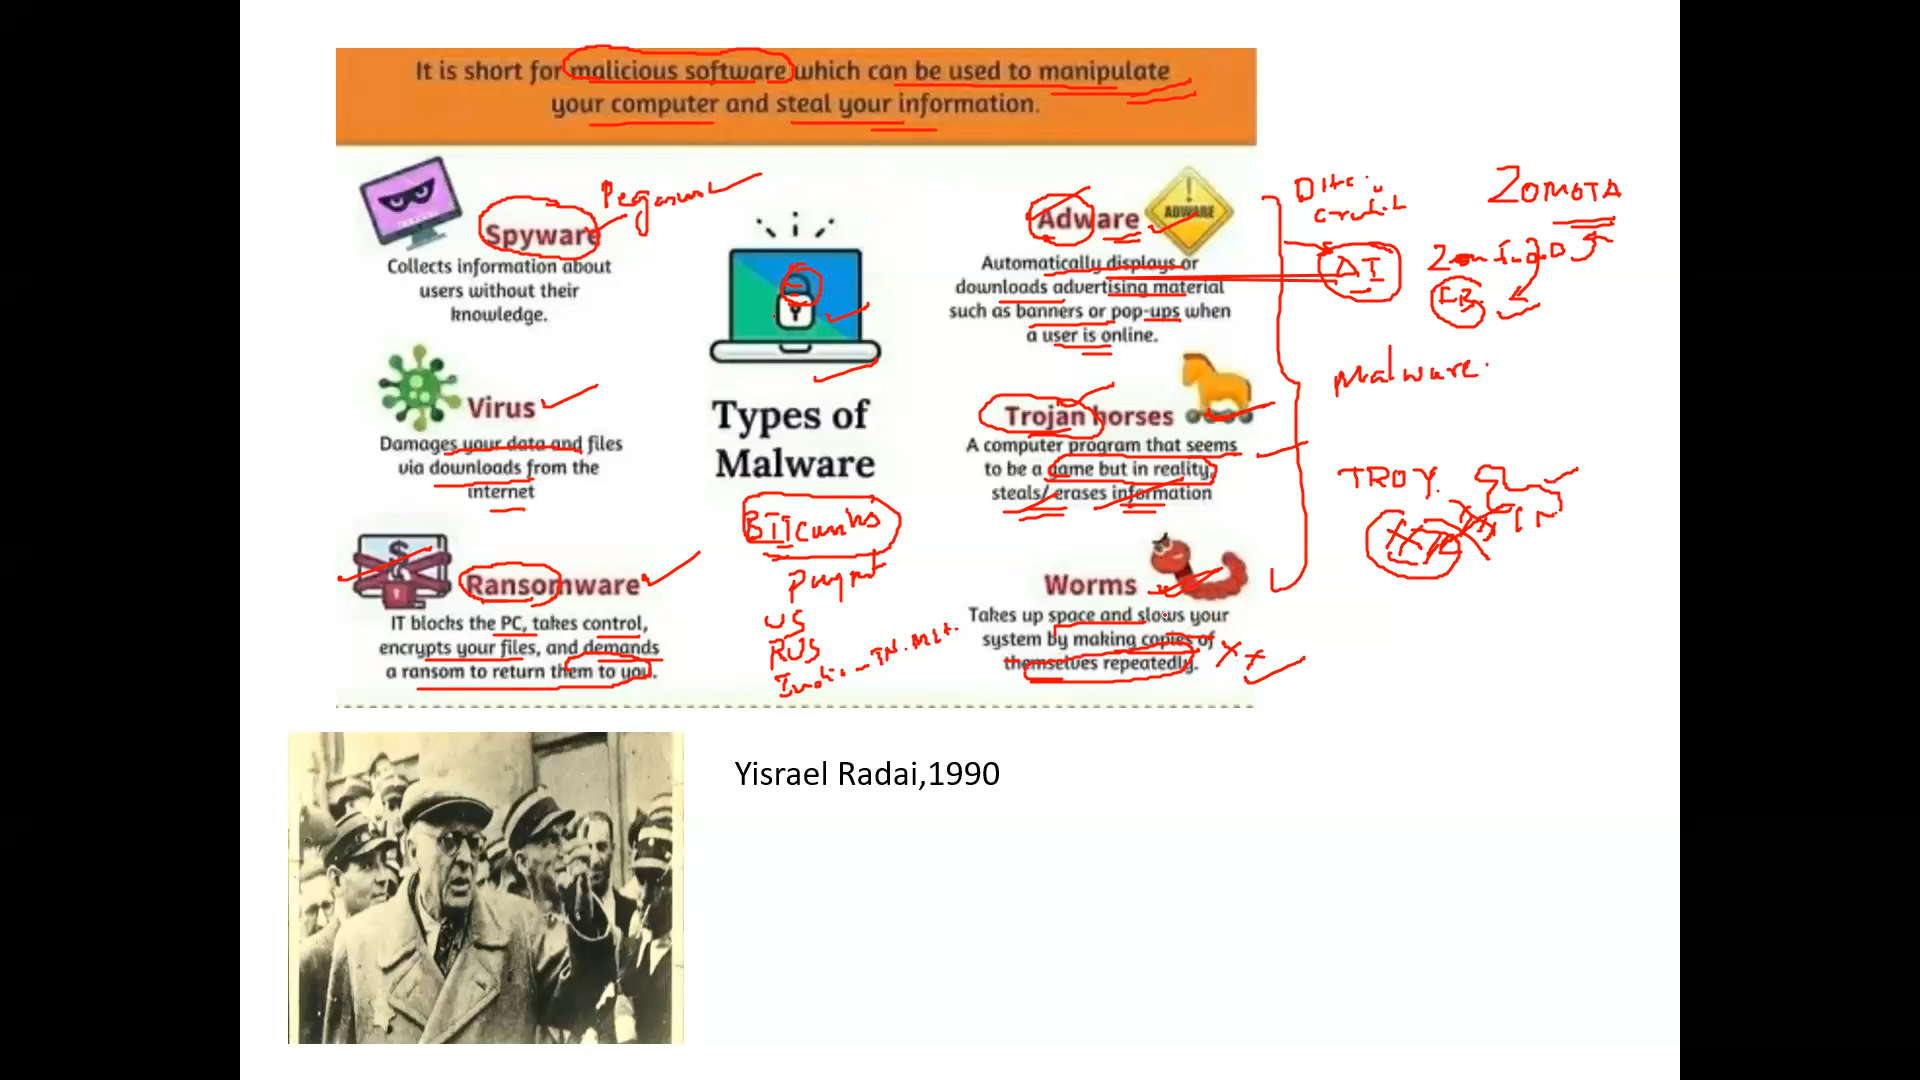 It is short for malicious software which can be used to manipulate
your computer and steal your information.
Spyware
Pegasus
Collects information about
users without their
knowledge.
Adware
ADWARE
Automatically displays or
downloads advertising material
such as banners or pop-ups when
a user is online.
ZOMOTA
AI
Malware.
Virus
Damages your data and files
via downloads from the
internet
Types of
Malware
Trojan horses
A computer program that seems
to be a game but in reality,
steals/ erases information
TROY.
Ransomware
IT blocks the PC, takes control,
encrypts your files, and demands
a ransom to return them to you.
US
RUS
Worms
Takes up space and slows your
system by making copies of
themselves repeatedly.
Yisrael Radai,1990